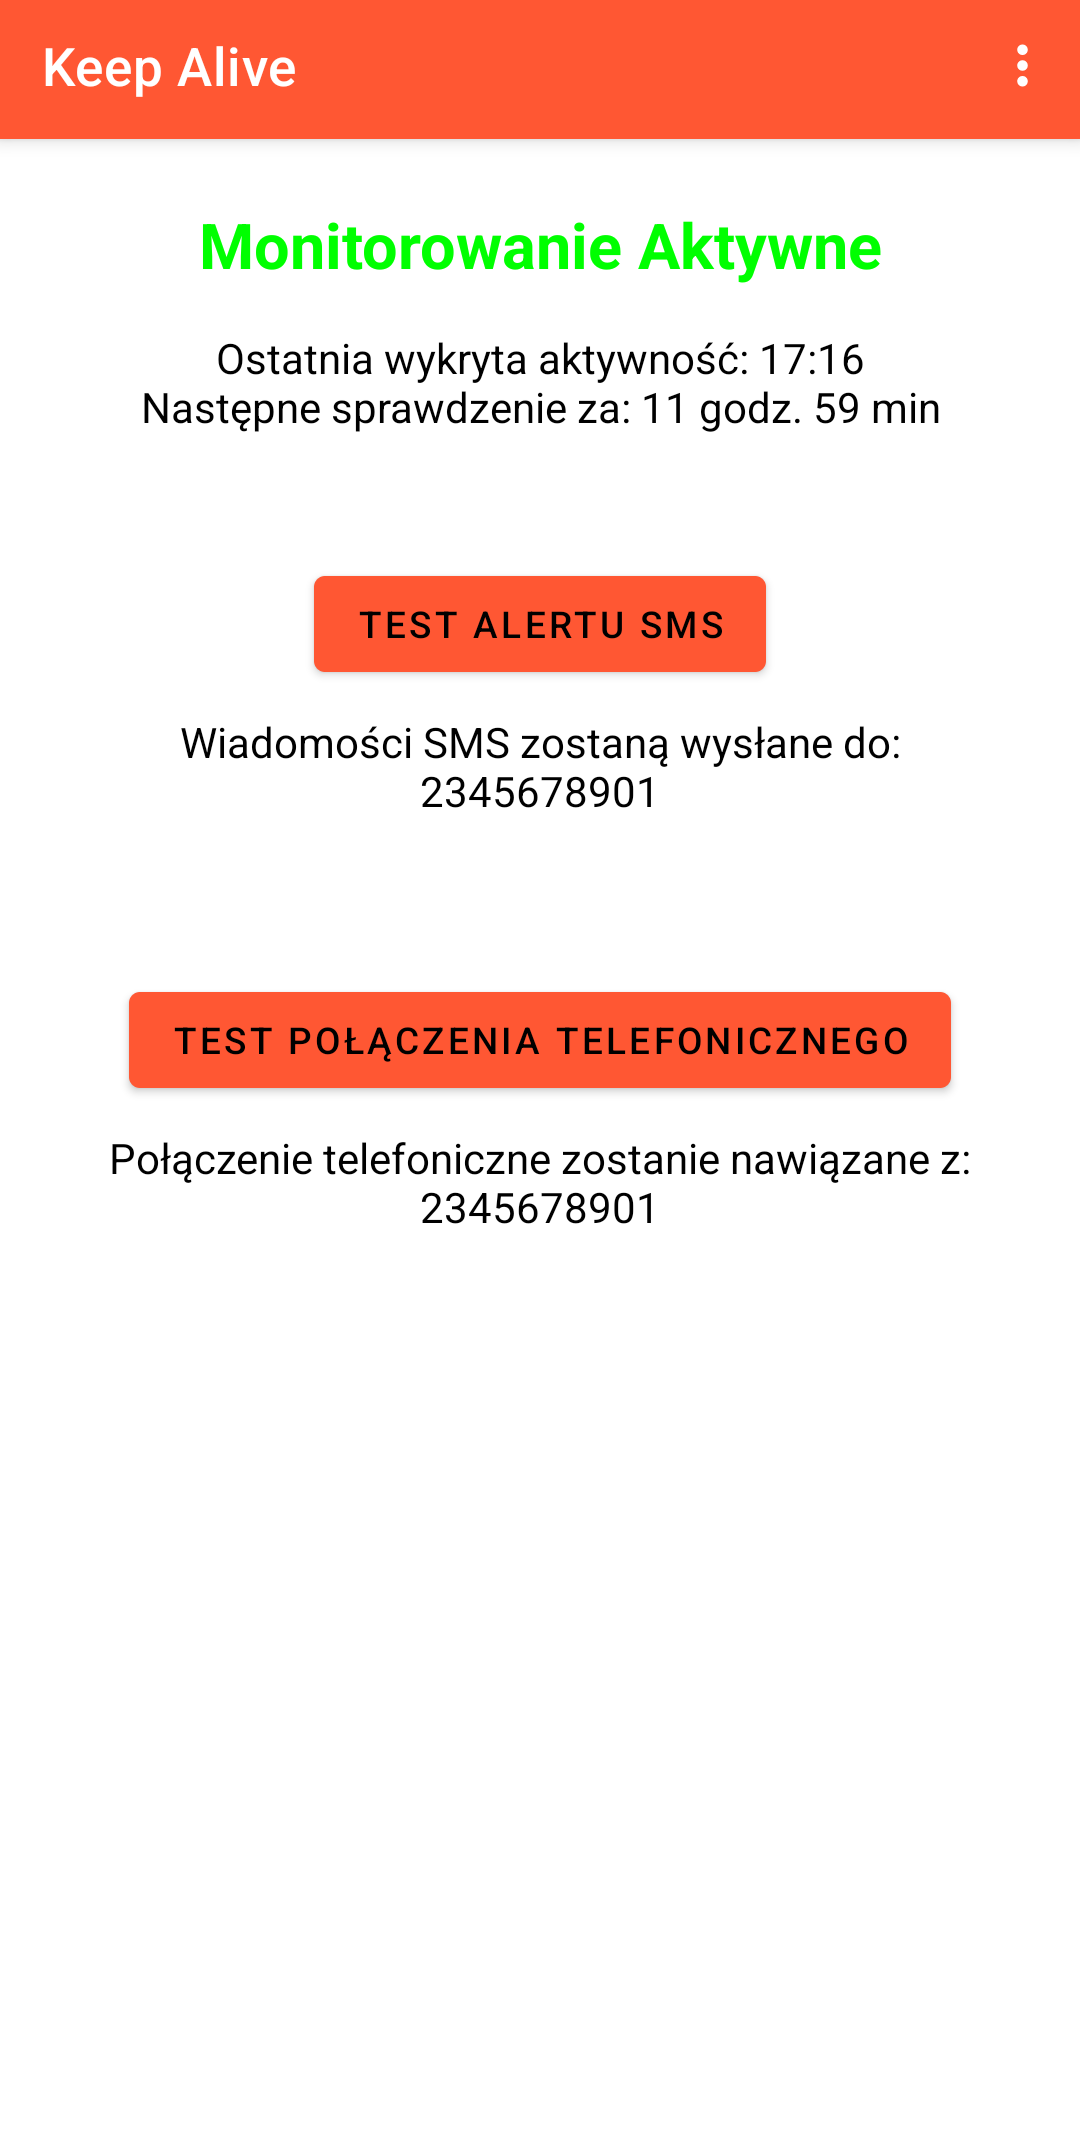 Keep Alive
Monitorowanie Aktywne
Ostatnia wykryta aktywność: 17:16
Następne sprawdzenie za: 11 godz. 59 min
TEST ALERTU SMS
Wiadomości SMS zostaną wysłane do:
2345678901
TEST POŁĄCZENIA TELEFONICZNEGO
Połączenie telefoniczne zostanie nawiązane z:
2345678901